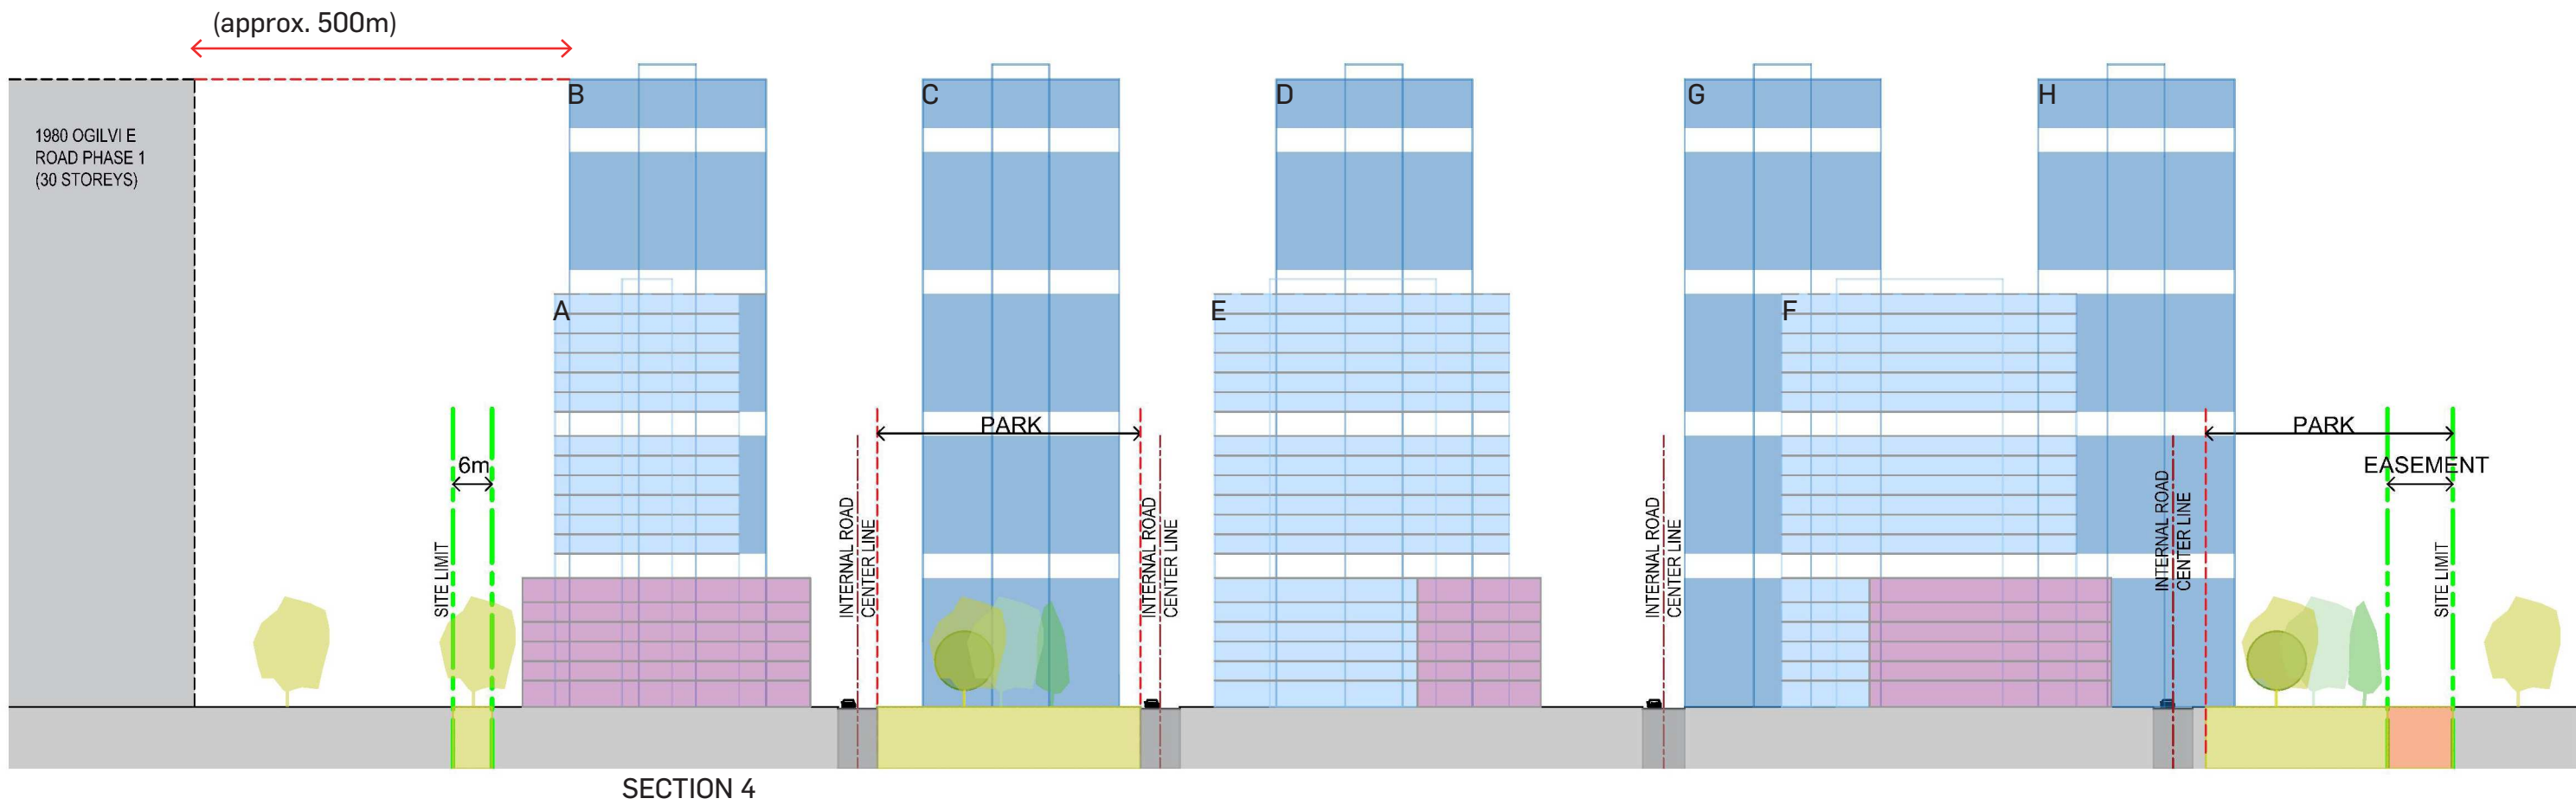 (approx. 500m)
1980 OGILVI E
ROAD PHASE 1
(30 STOREYS)
B
C
D
G
H
A
E
F
PARK
PARK
6m
EASEMENT
SITE LIMIT
INTERNAL ROAD
CENTER LINE
INTERNAL ROAD
CENTER LINE
INTERNAL ROAD
CENTER LINE
INTERNAL ROAD
CENTER LINE
SITE LIMIT
SECTION 4